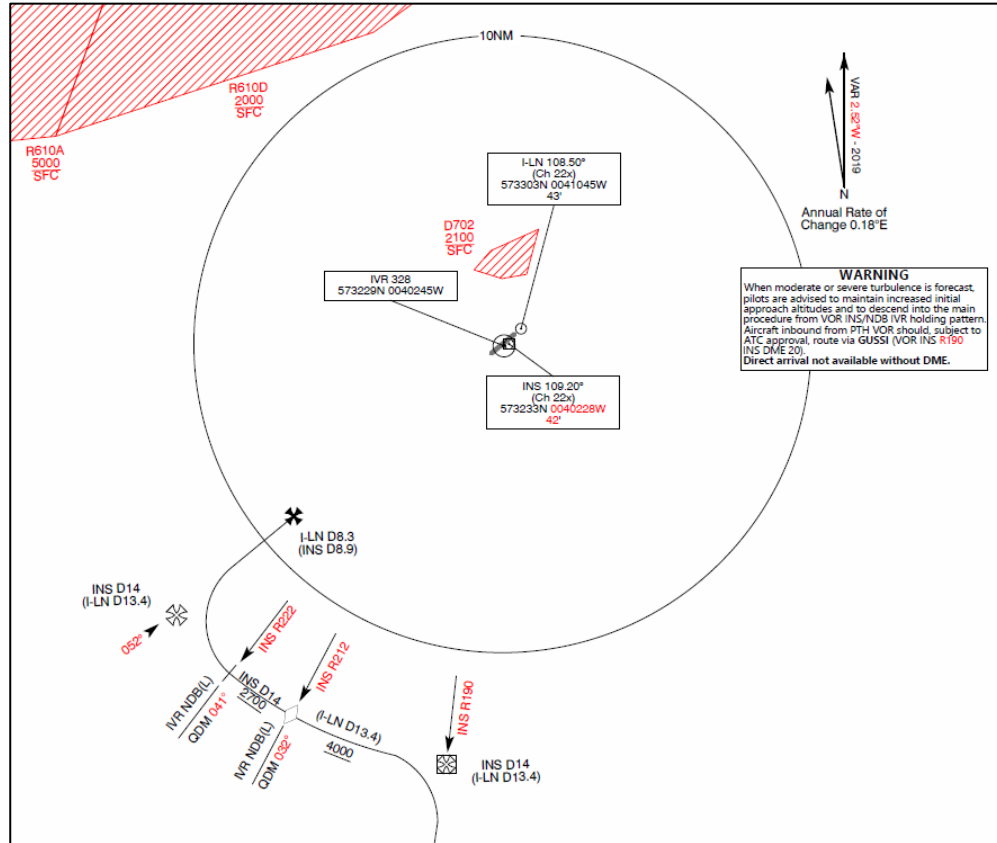 10NM
R610D
2000
SFC
R610A
5000
SFC
I-LN 108.50°
(Ch 22x)
573303N 0041045W
43'
VAR 2.52°W - 2019
N
Annual Rate of
Change 0.18°E
D702
2100
SFC
IVR 328
573229N 0040245W
WARNING
When moderate or severe turbulence is forecast,
pilots are advised to maintain increased initial
approach altitudes and to descend into the main
procedure from VOR INS/NDB IVR holding pattern.
Aircraft inbound from PTH VOR should, subject to
ATC approval, route via GUSSI (VOR INS R190
INS DME 20).
Direct arrival not available without DME.
INS 109.20°
(Ch 22x)
573233N 0040228W
42'
I-LN D8.3
(INS D8.9)
INS D14
(I-LN D13.4)
052°
INS R222
INS R212
INS R190
IVR NDB(L)
QDM 041°
INS D14
2700
IVR NDB(L)
QDM 032°
(I-LN D13.4)
4000
INS D14
(I-LN D13.4)